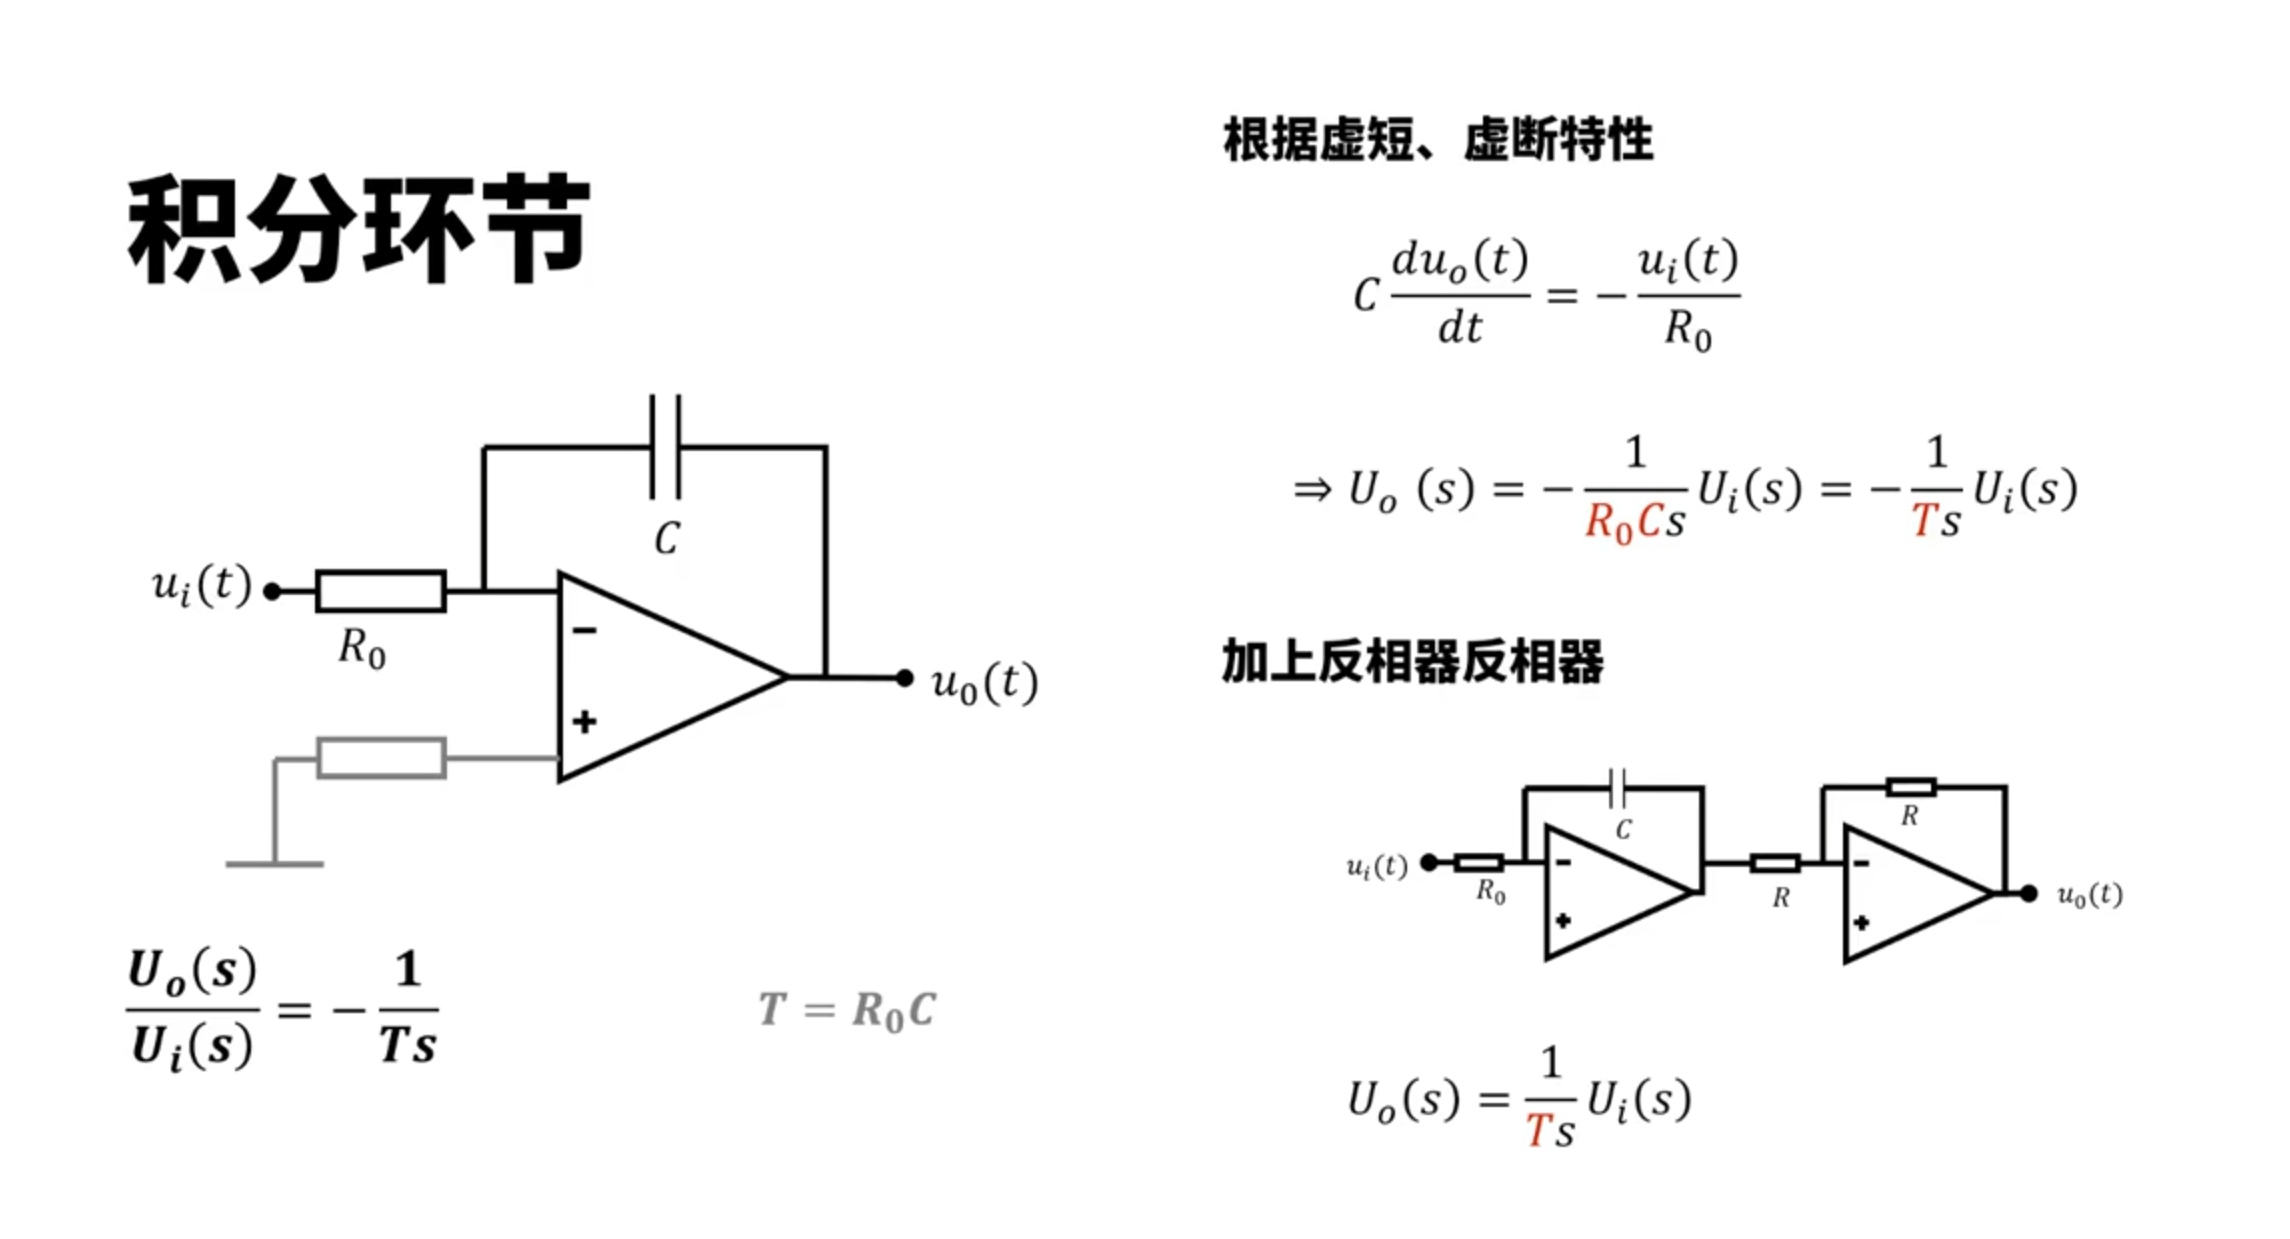 积分环节
C
u_i(t)
R_0
−
+
u_0(t)
\frac{U_o(s)}{U_i(s)} = -\frac{1}{Ts}
T = R_0C
根据虚短、虚断特性
C\frac{du_o(t)}{dt} = -\frac{u_i(t)}{R_0}
⇒ U_o (s) = -\frac{1}{R_0Cs}U_i(s) = -\frac{1}{Ts}U_i(s)
加上反相器反相器
C
R
u_i(t)
R_0
−
+
R
−
+
u_0(t)
U_o(s) = \frac{1}{Ts}U_i(s)